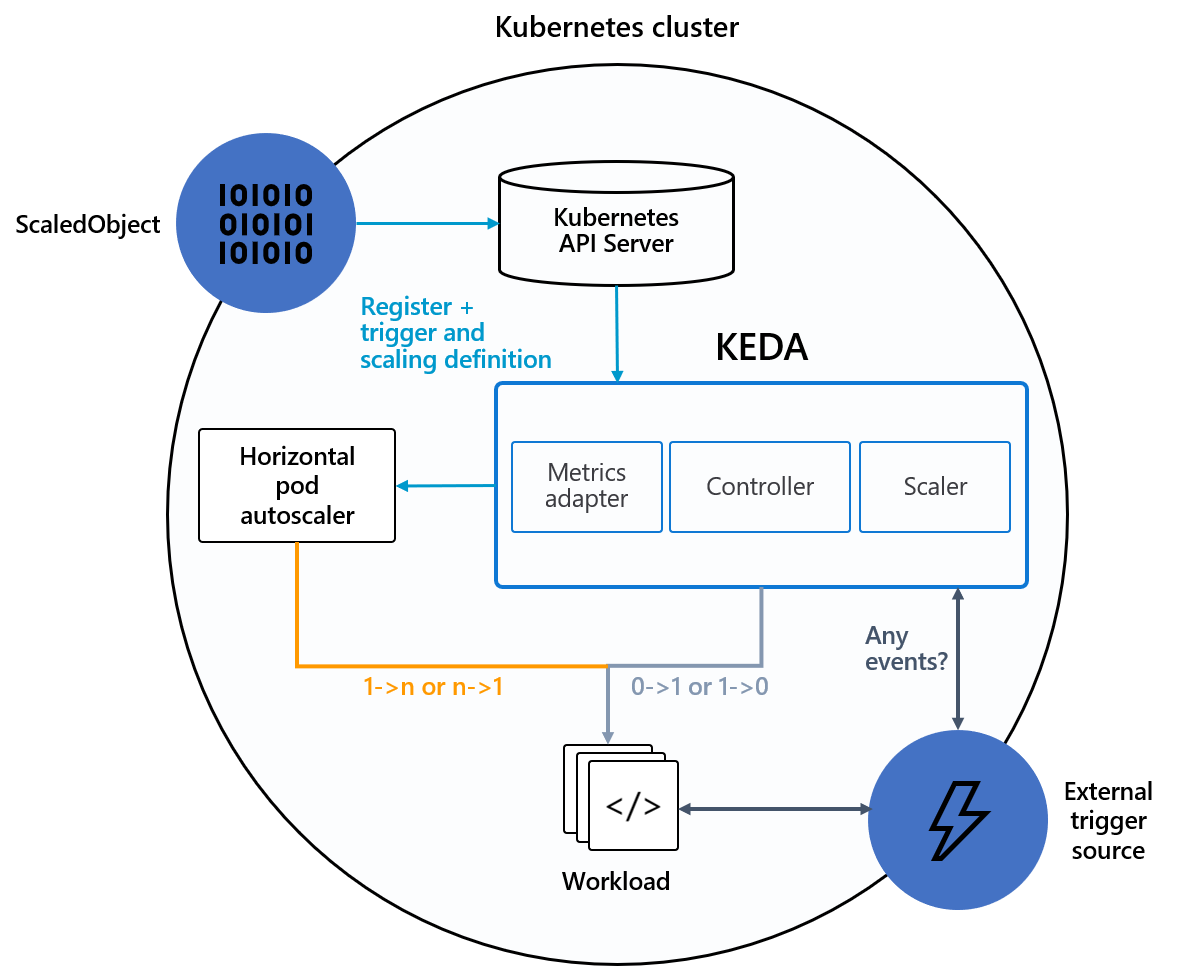 Kubernetes cluster
IOIOIO
OIOIOI
IOIOIO
ScaledObject
Kubernetes
API Server
Register +
trigger and
scaling definition
KEDA
Horizontal
pod
autoscaler
Metrics
adapter
Controller
Scaler
Any
events?
1->n or n->1
0->1 or 1->0
</>
Workload
External
trigger
source